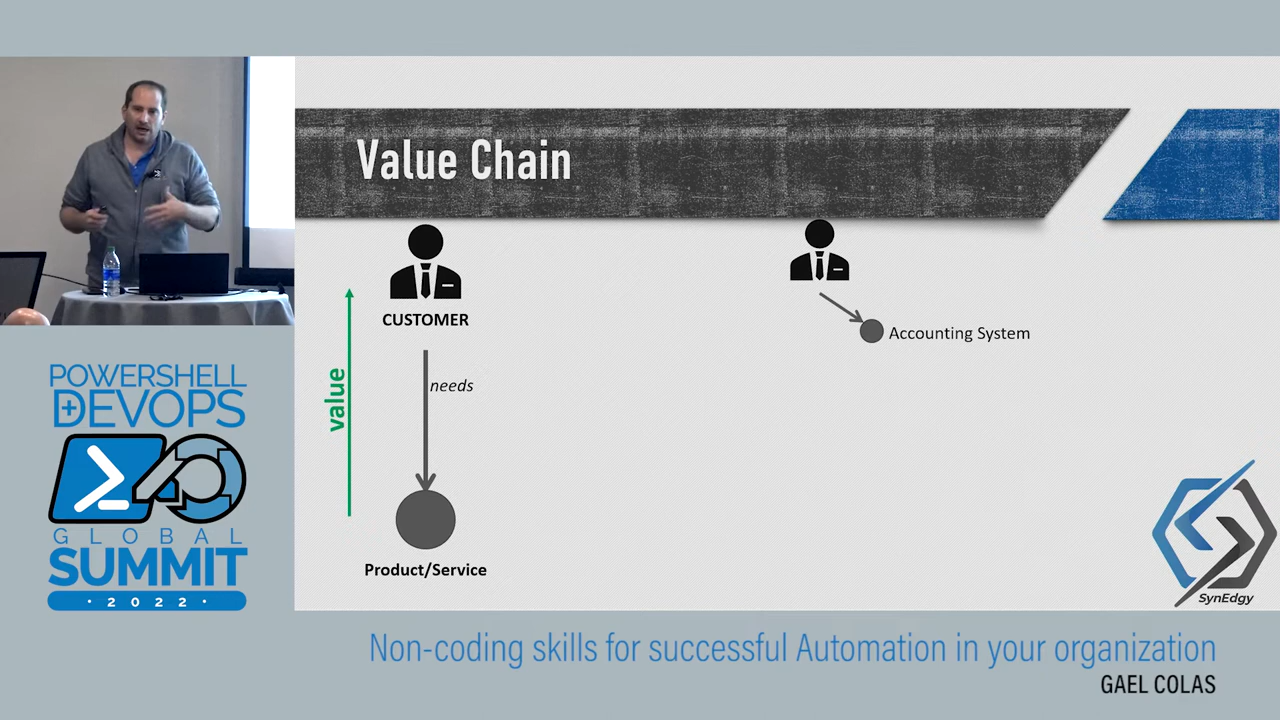 Value Chain
CUSTOMER
needs
value
Product/Service
Accounting System
SynEdgy
POWERSHELL
+DEVOPS
GLOBAL
SUMMIT
· 2022 ·
Non-coding skills for successful Automation in your organization
GAEL COLAS